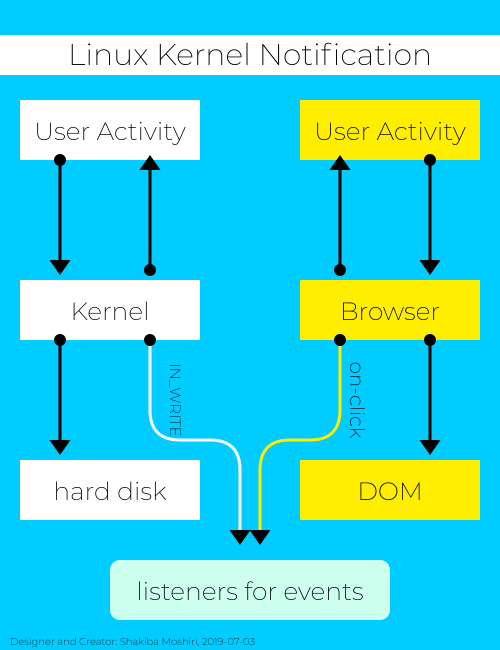 Linux Kernel Notification
User Activity
User Activity
Kernel
Browser
IN_WRITE
on-click
hard disk
DOM
listeners for events
Designer and Creator: Shakiba Moshiri, 2019-07-03